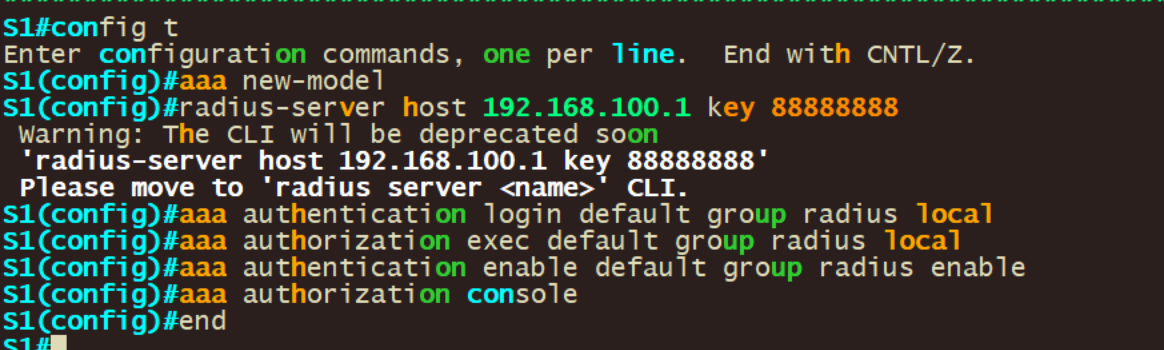 S1#config t
Enter configuration commands, one per line.  End with CNTL/Z.
S1(config)#aaa new-model
S1(config)#radius-server host 192.168.100.1 key 88888888
 Warning: The CLI will be deprecated soon
 'radius-server host 192.168.100.1 key 88888888'
 Please move to 'radius server <name>' CLI.
S1(config)#aaa authentication login default group radius local
S1(config)#aaa authorization exec default group radius local
S1(config)#aaa authentication enable default group radius enable
S1(config)#aaa authorization console
S1(config)#end
S1#